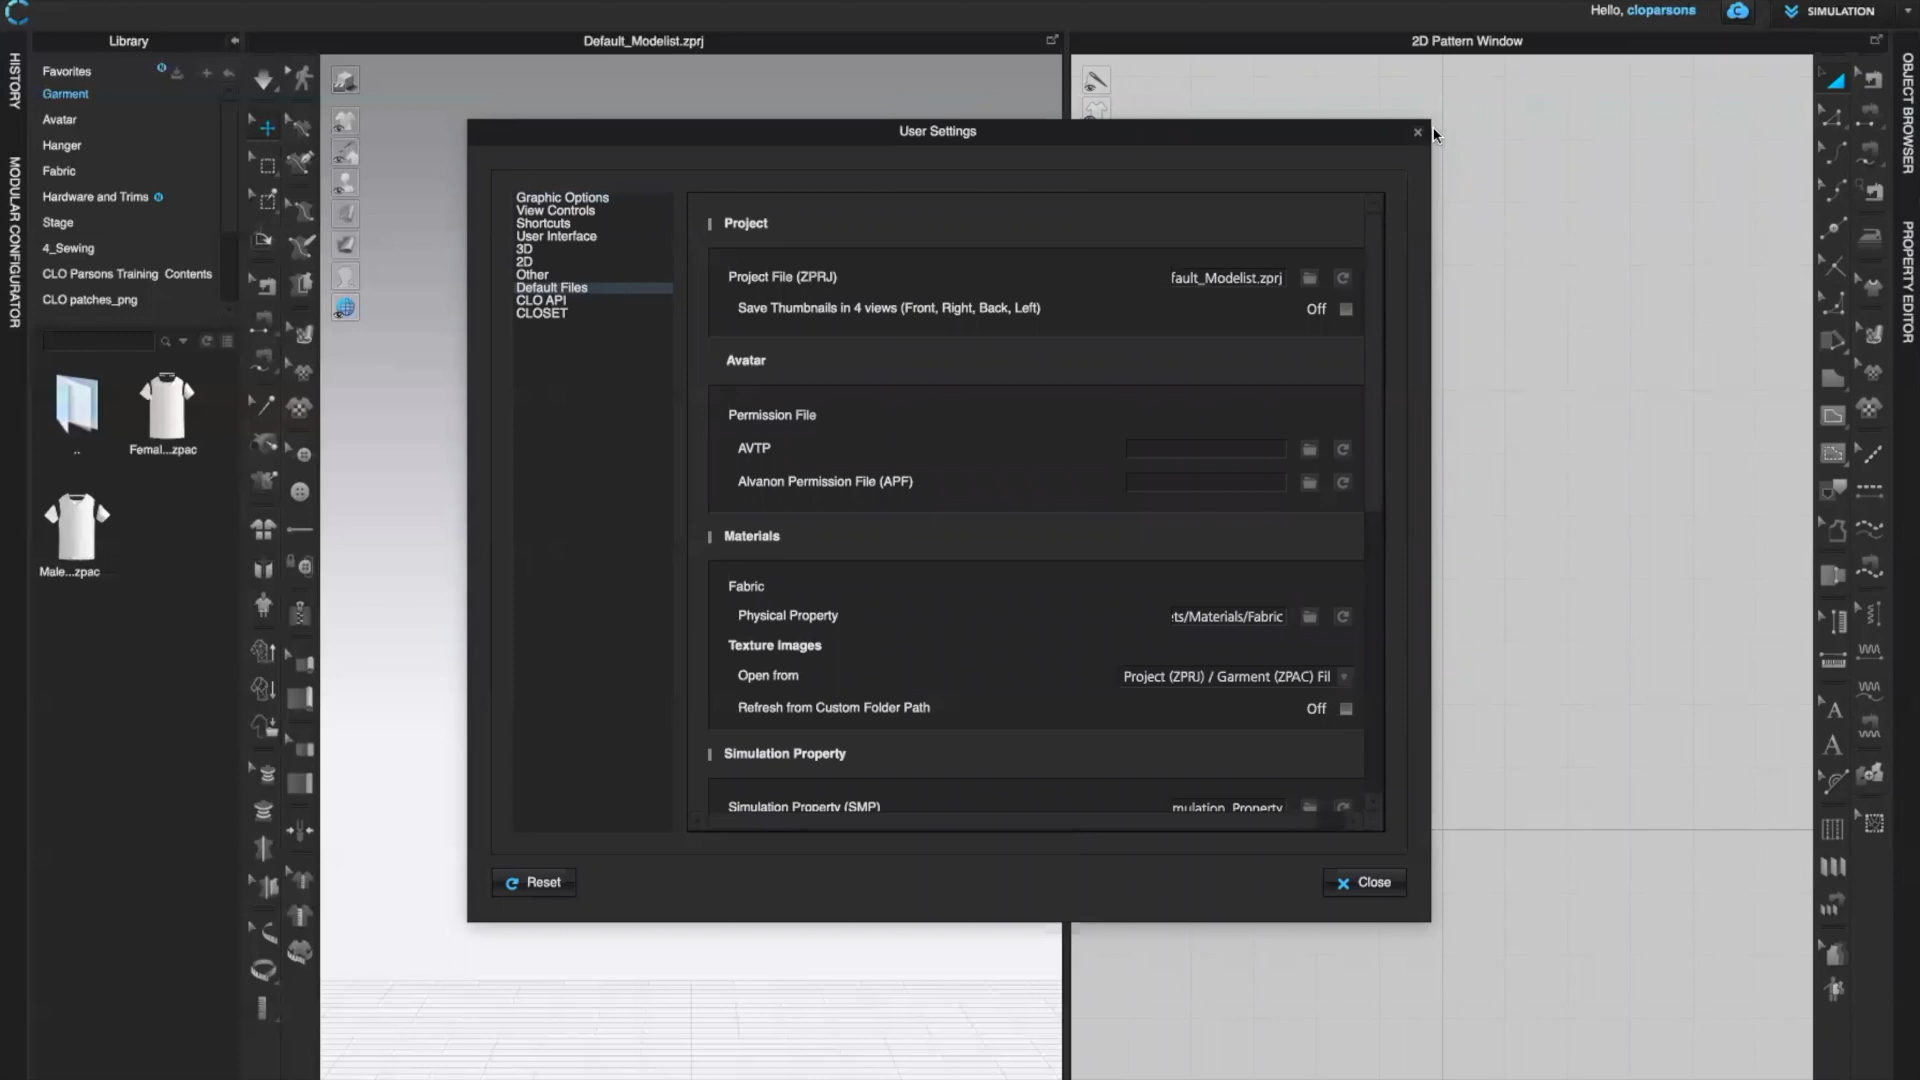 Hello, cloparsons
SIMULATION
Library
Default_Modelist.zprj
2D Pattern Window
HISTORY
MODULAR CONFIGURATOR
Favorites
Garment
Avatar
Hanger
Fabric
Hardware and Trims
Stage
4_Sewing
CLO Parsons Training Contents
CLO patches_png
..
Femal...zpac
Male...zpac
User Settings
Graphic Options
View Controls
Shortcuts
User Interface
3D
2D
Other
Default Files
CLO API
CLOSET
Project
Project File (ZPRJ) fault_Modelist.zprj
Save Thumbnails in 4 views (Front, Right, Back, Left) Off
Avatar
Permission File
AVTP
Alvanon Permission File (APF)
Materials
Fabric
Physical Property ts/Materials/Fabric
Texture Images
Open from Project (ZPRJ) / Garment (ZPAC) Fil
Refresh from Custom Folder Path Off
Simulation Property
Simulation Property (SMP) mulation_Property
Reset
Close
OBJECT BROWSER
PROPERTY EDITOR